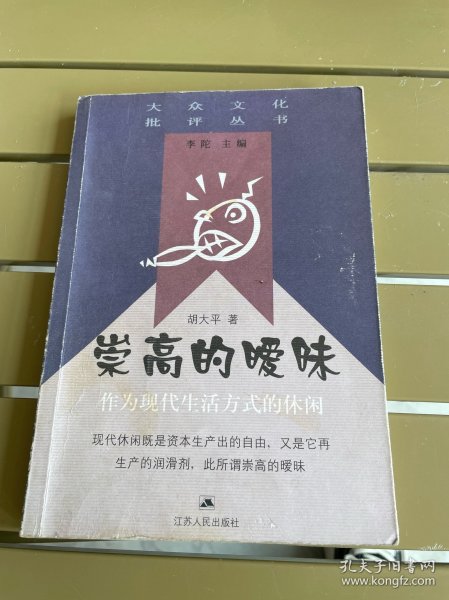 大众文化
批评丛书
李陀 主编
胡大平 著
崇高的暧昧
作为现代生活方式的休闲
现代休闲既是资本生产出的自由，又是它再
生产的润滑剂，此所谓崇高的暧昧
江苏人民出版社
孔夫子旧书网
www.kongfz.com